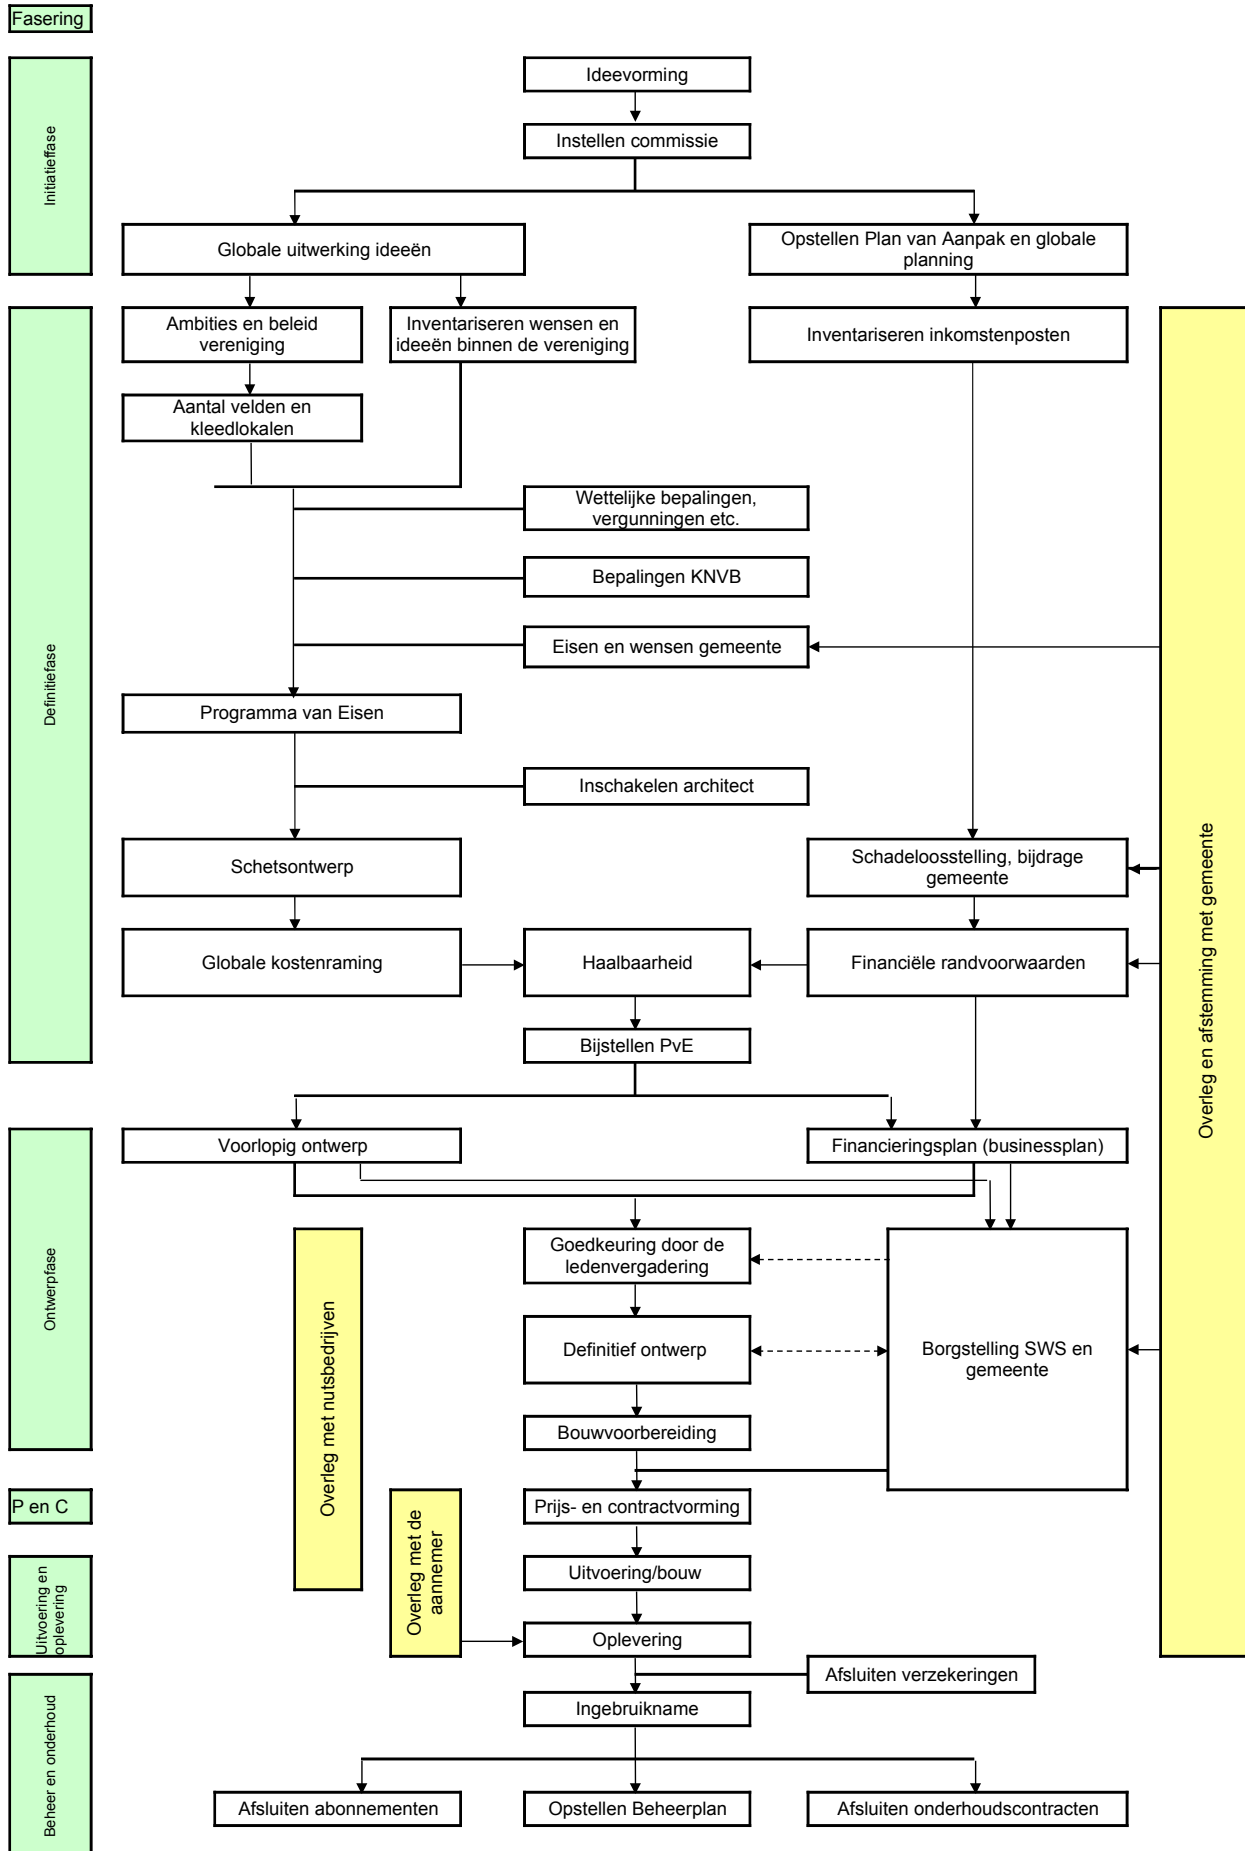 Fasering
Initiatieffase
Ideevorming
Instellen commissie
Globale uitwerking ideeën
Opstellen Plan van Aanpak en globale
planning
Definitiefase
Ambities en beleid
vereniging
Inventariseren wensen en
ideeën binnen de vereniging
Inventariseren inkomstenposten
Aantal velden en
kleedlokalen
Wettelijke bepalingen,
vergunningen etc.
Bepalingen KNVB
Eisen en wensen gemeente
Programma van Eisen
Inschakelen architect
Schetsontwerp
Schadeloosstelling, bijdrage
gemeente
Globale kostenraming
Haalbaarheid
Financiële randvoorwaarden
Bijstellen PvE
Overleg en afstemming met gemeente
Ontwerpfase
Voorlopig ontwerp
Financieringsplan (businessplan)
Overleg met nutsbedrijven
Goedkeuring door de
ledenvergadering
Definitief ontwerp
Borgstelling SWS en
gemeente
Bouwvoorbereiding
P en C
Prijs- en contractvorming
Overleg met de
aannemer
Uitvoering en
oplevering
Uitvoering/bouw
Oplevering
Afsluiten verzekeringen
Beheer en onderhoud
Ingebruikname
Afsluiten abonnementen
Opstellen Beheerplan
Afsluiten onderhoudscontracten